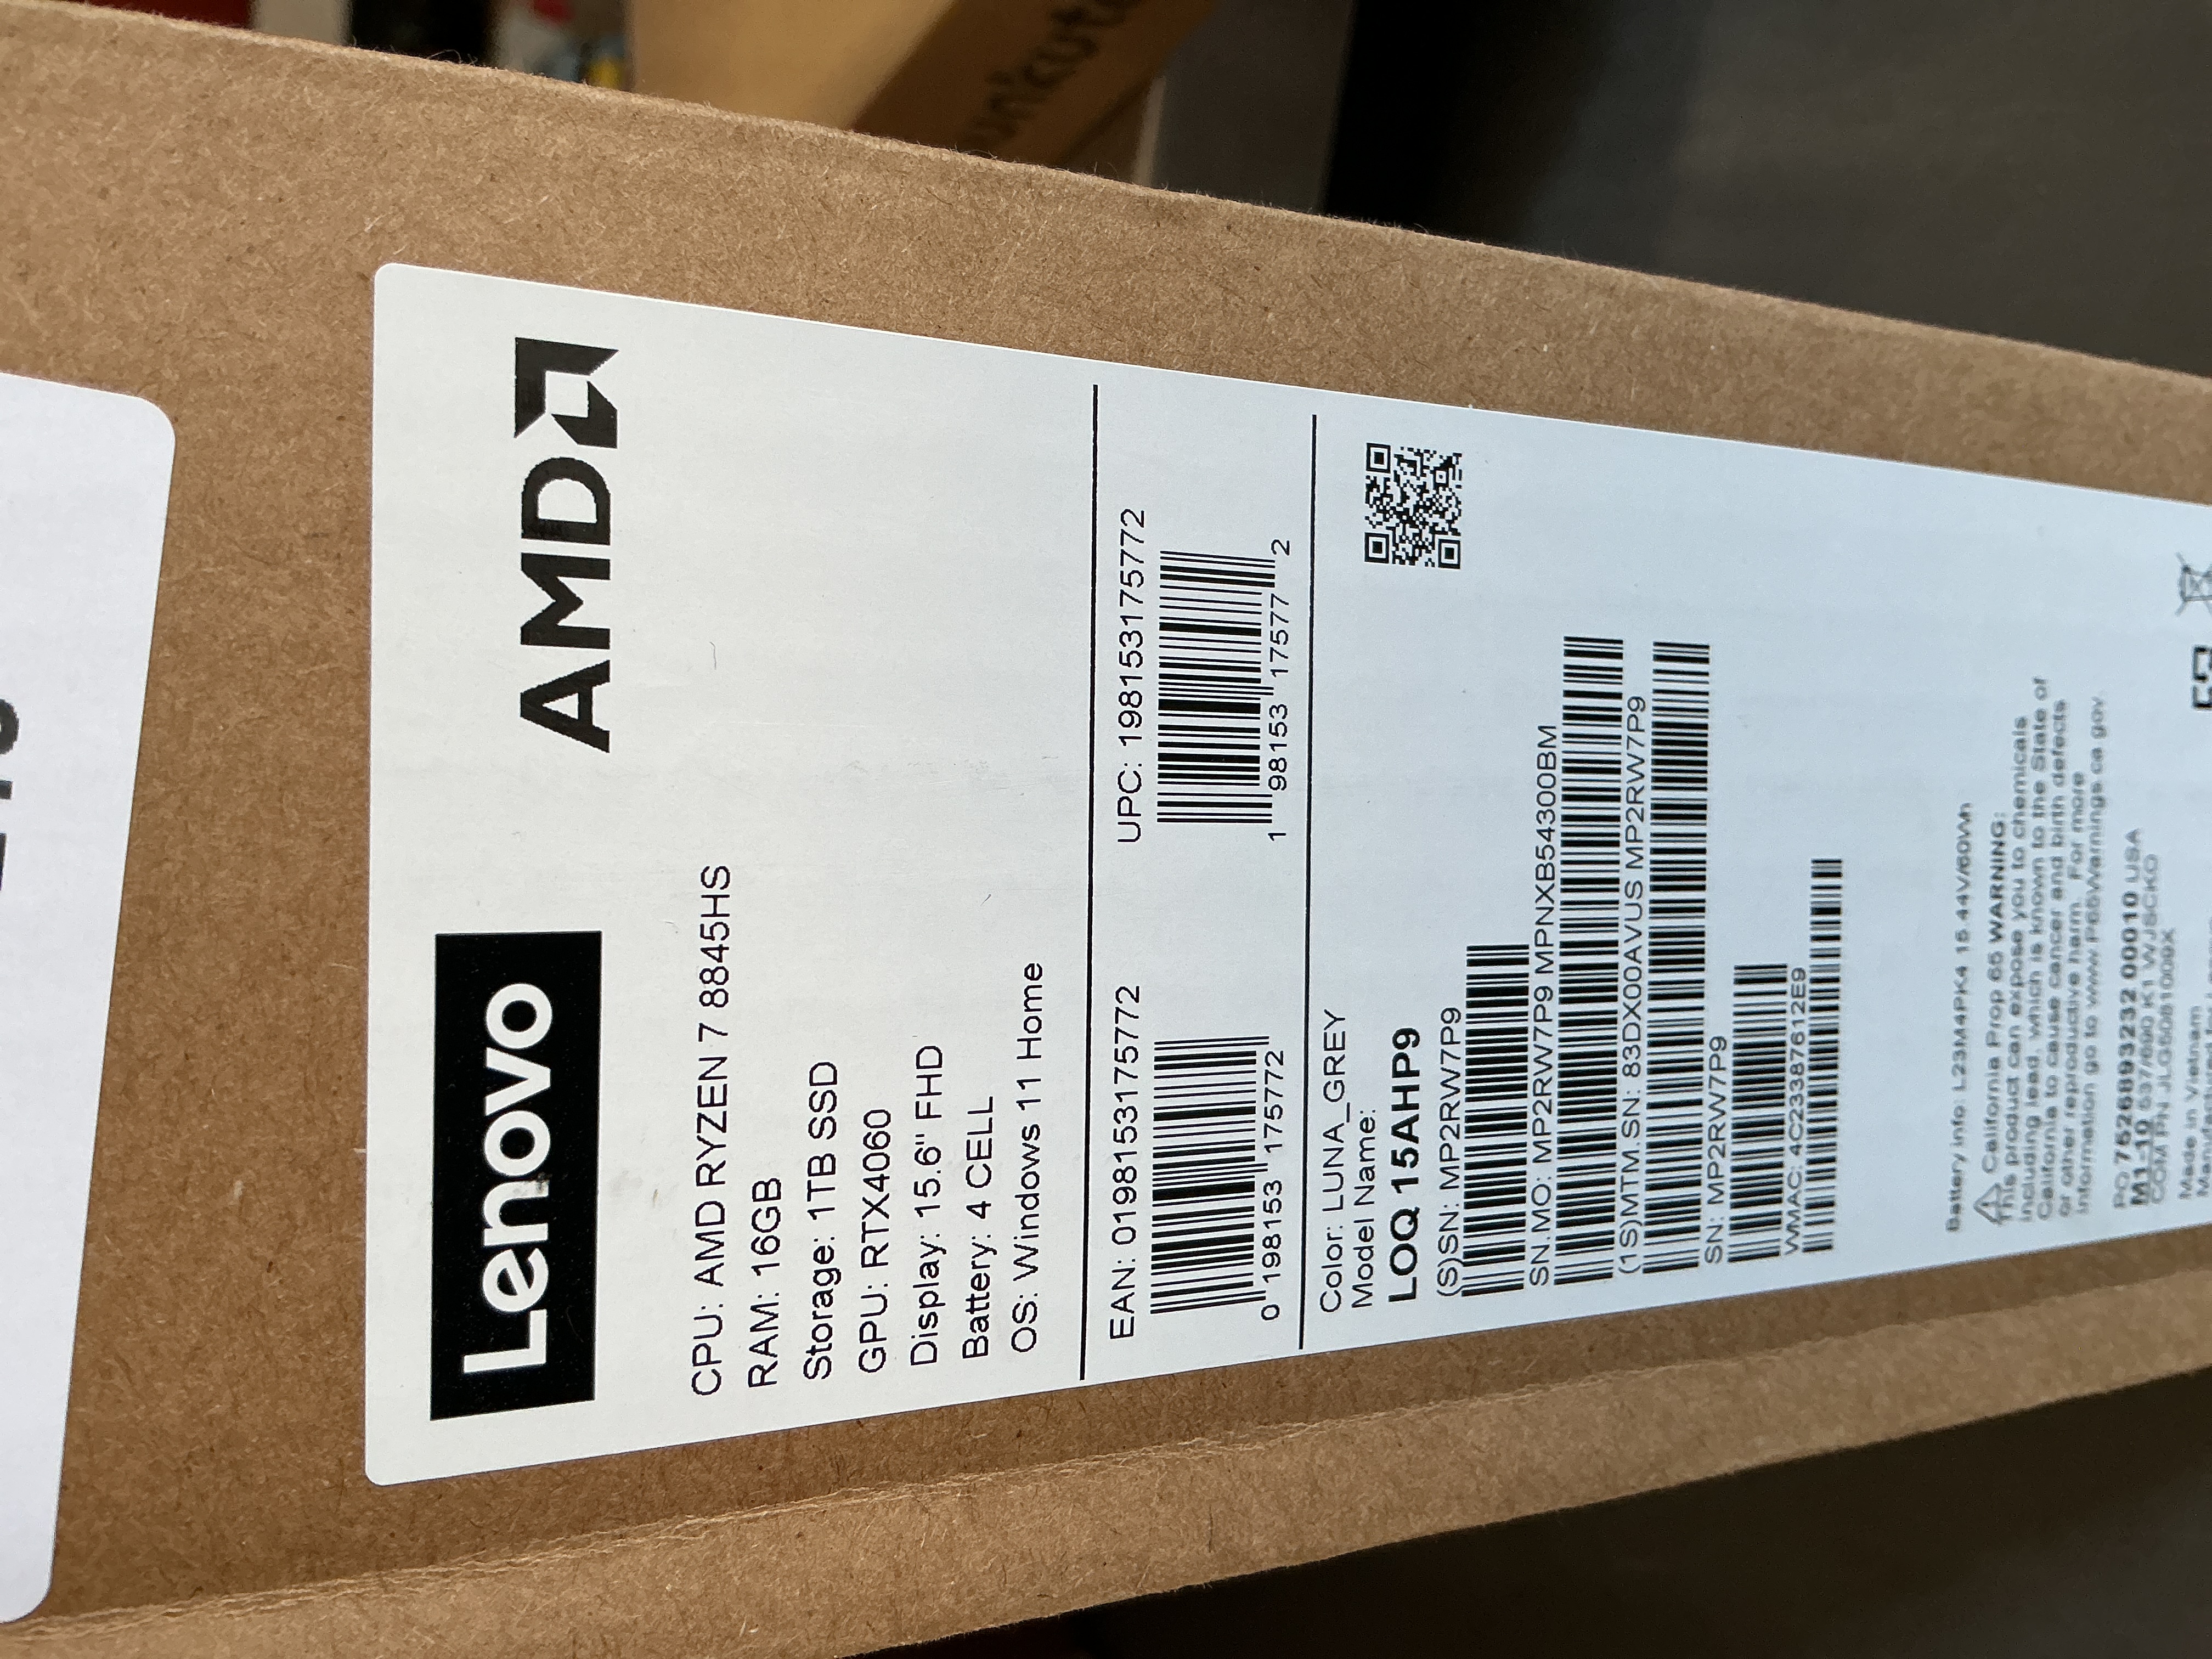 Lenovo
AMD
CPU: AMD RYZEN 7 8845HS
RAM: 16GB
Storage: 1TB SSD
GPU: RTX4060
Display: 15.6" FHD
Battery: 4 CELL
OS: Windows 11 Home
EAN: 0198153175772
UPC: 198153175772
0 198153 175772
1 98153 17577 2
Color: LUNA_GREY
Model Name:
LOQ 15AHP9
(S)SN: MP2RW7P9
SN.MO: MP2RW7P9 MPNXB54300BM
(1S)MTM.SN: 83DX00AVUS MP2RW7P9
SN: MP2RW7P9
WMAC: 4C23387612E9
Battery info: L23M4PK4 15.44V/60Wh
California Prop 65 WARNING:
This product can expose you to chemicals
including lead, which is known to the State of
California to cause cancer and birth defects
or other reproductive harm. For more
information go to www.P65Warnings.ca.gov
PO:7526893232 00010 USA
Made in Vietnam